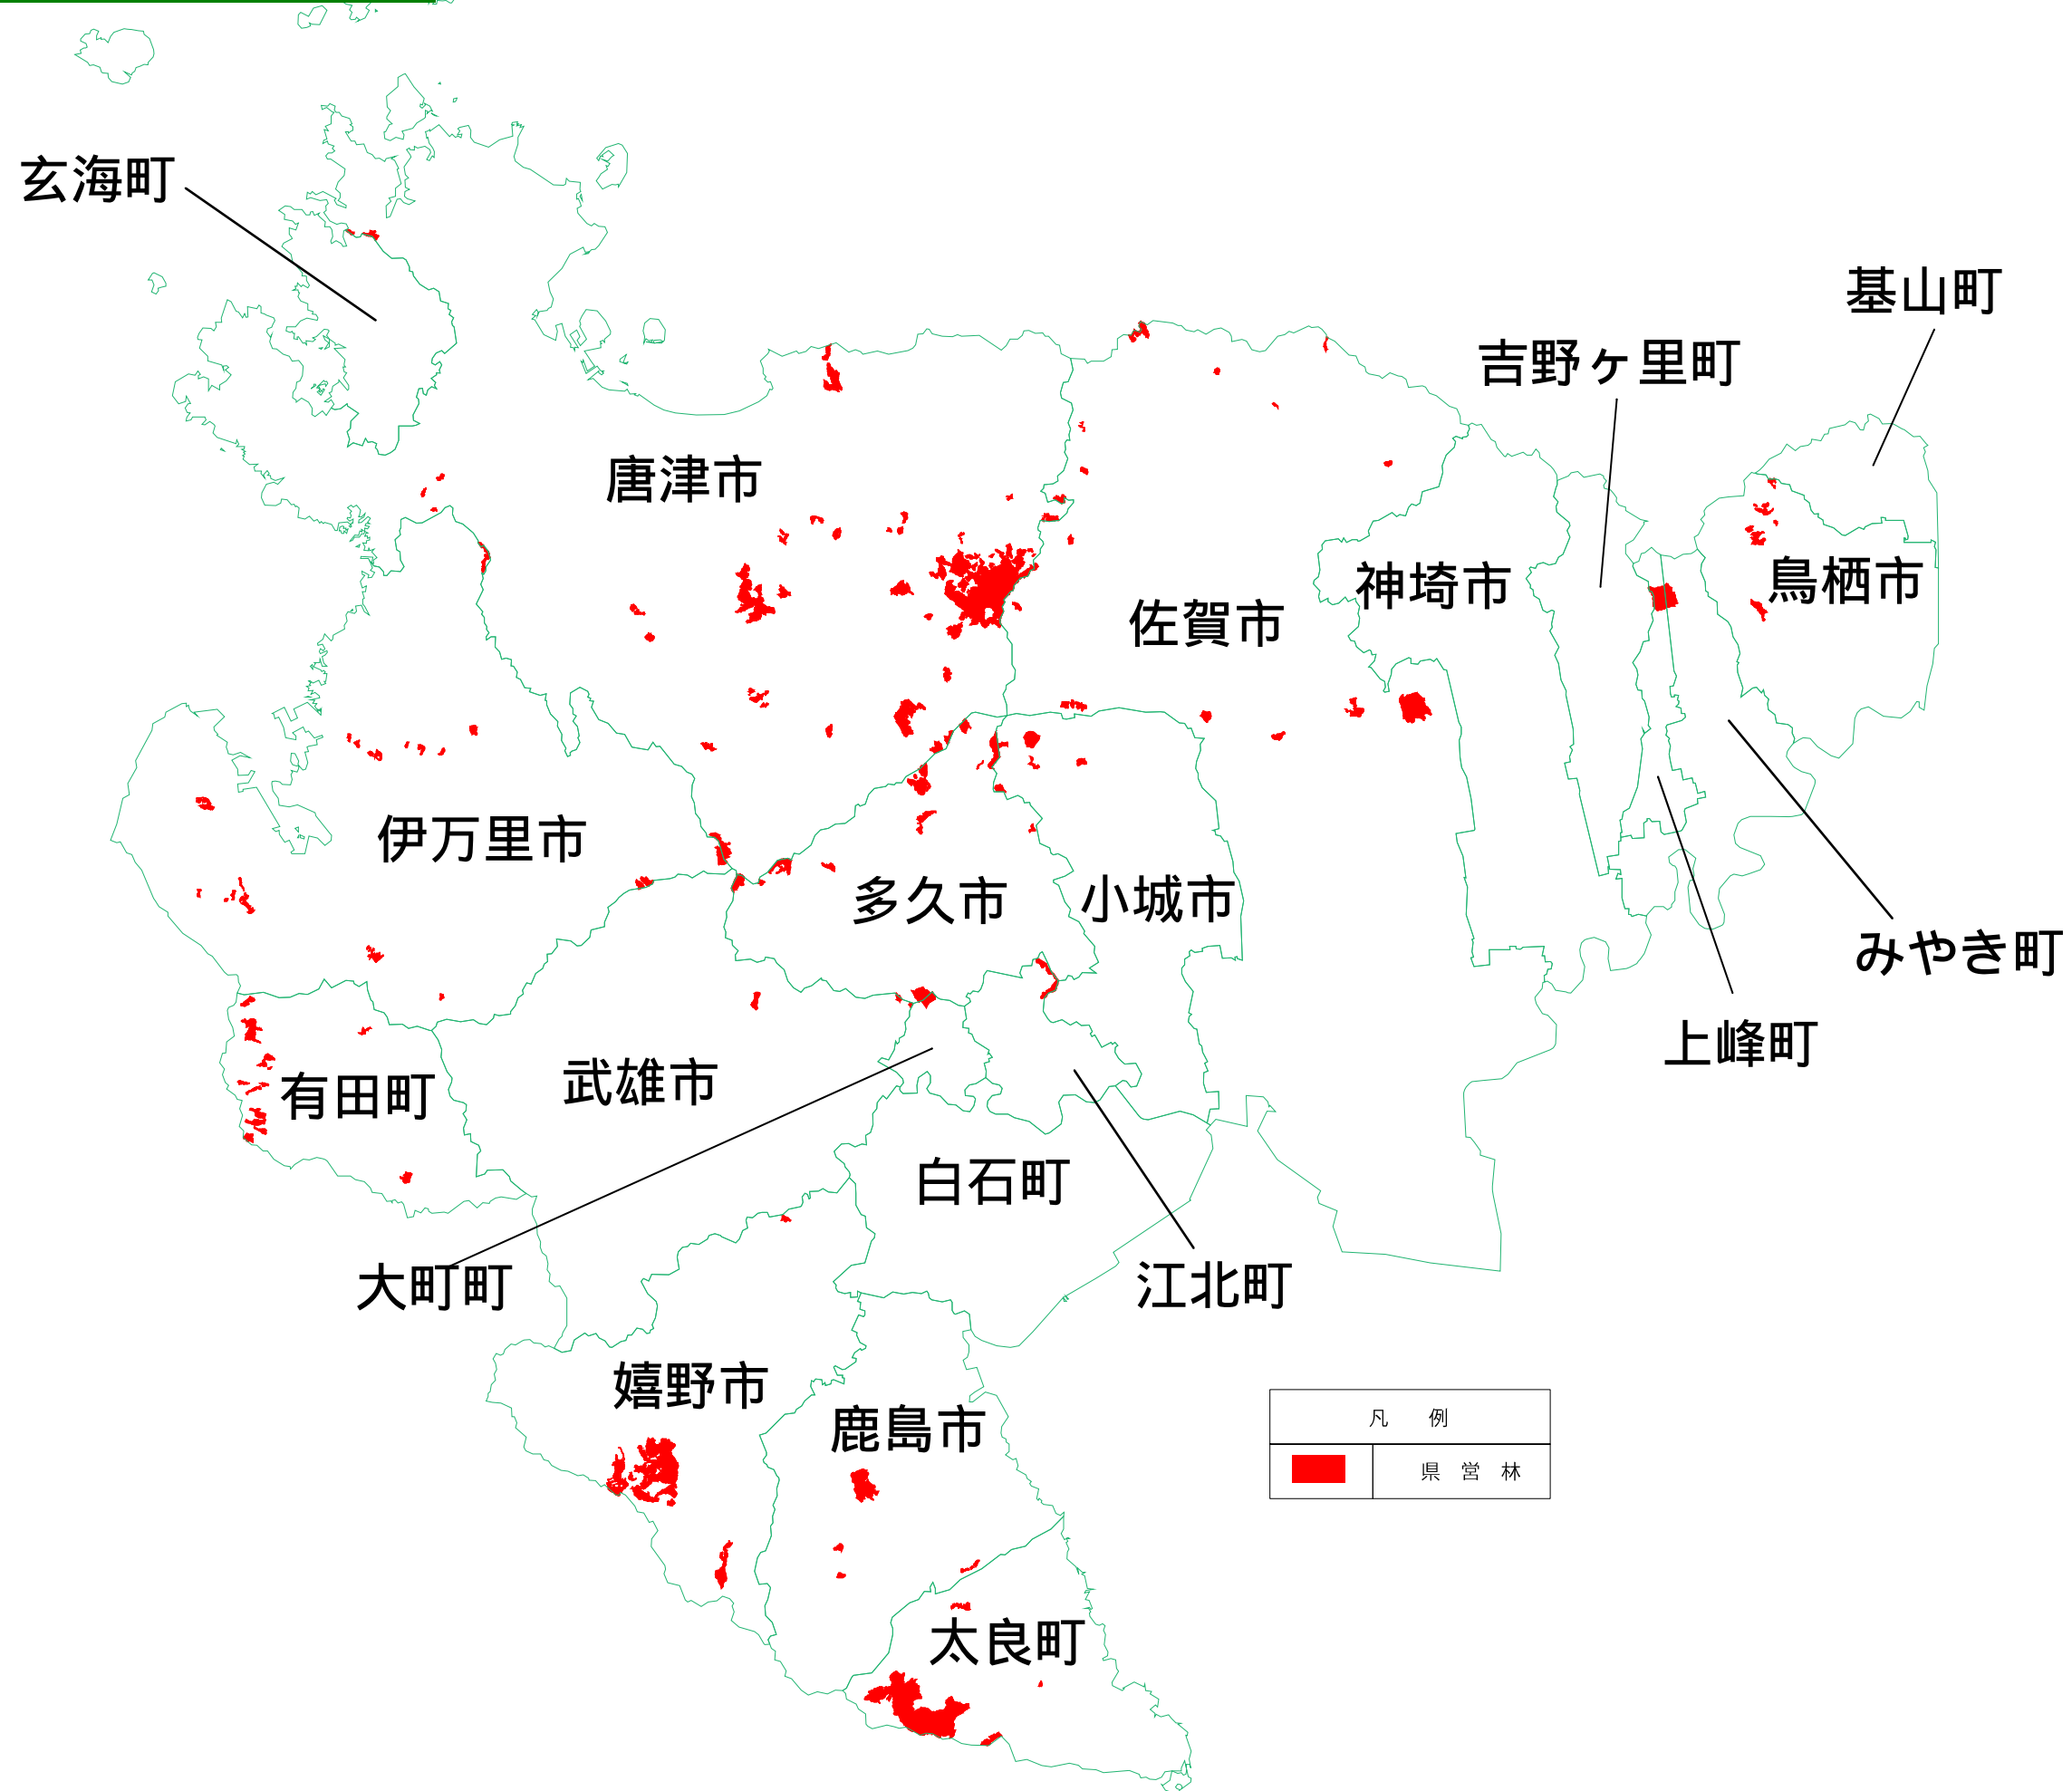 玄海町
基山町
吉野ヶ里町
唐津市
神埼市
鳥栖市
佐賀市
伊万里市
多久市
小城市
みやき町
上峰町
武雄市
有田町
白石町
大町町
江北町
嬉野市
鹿島市
凡 例
県 営 林
太良町